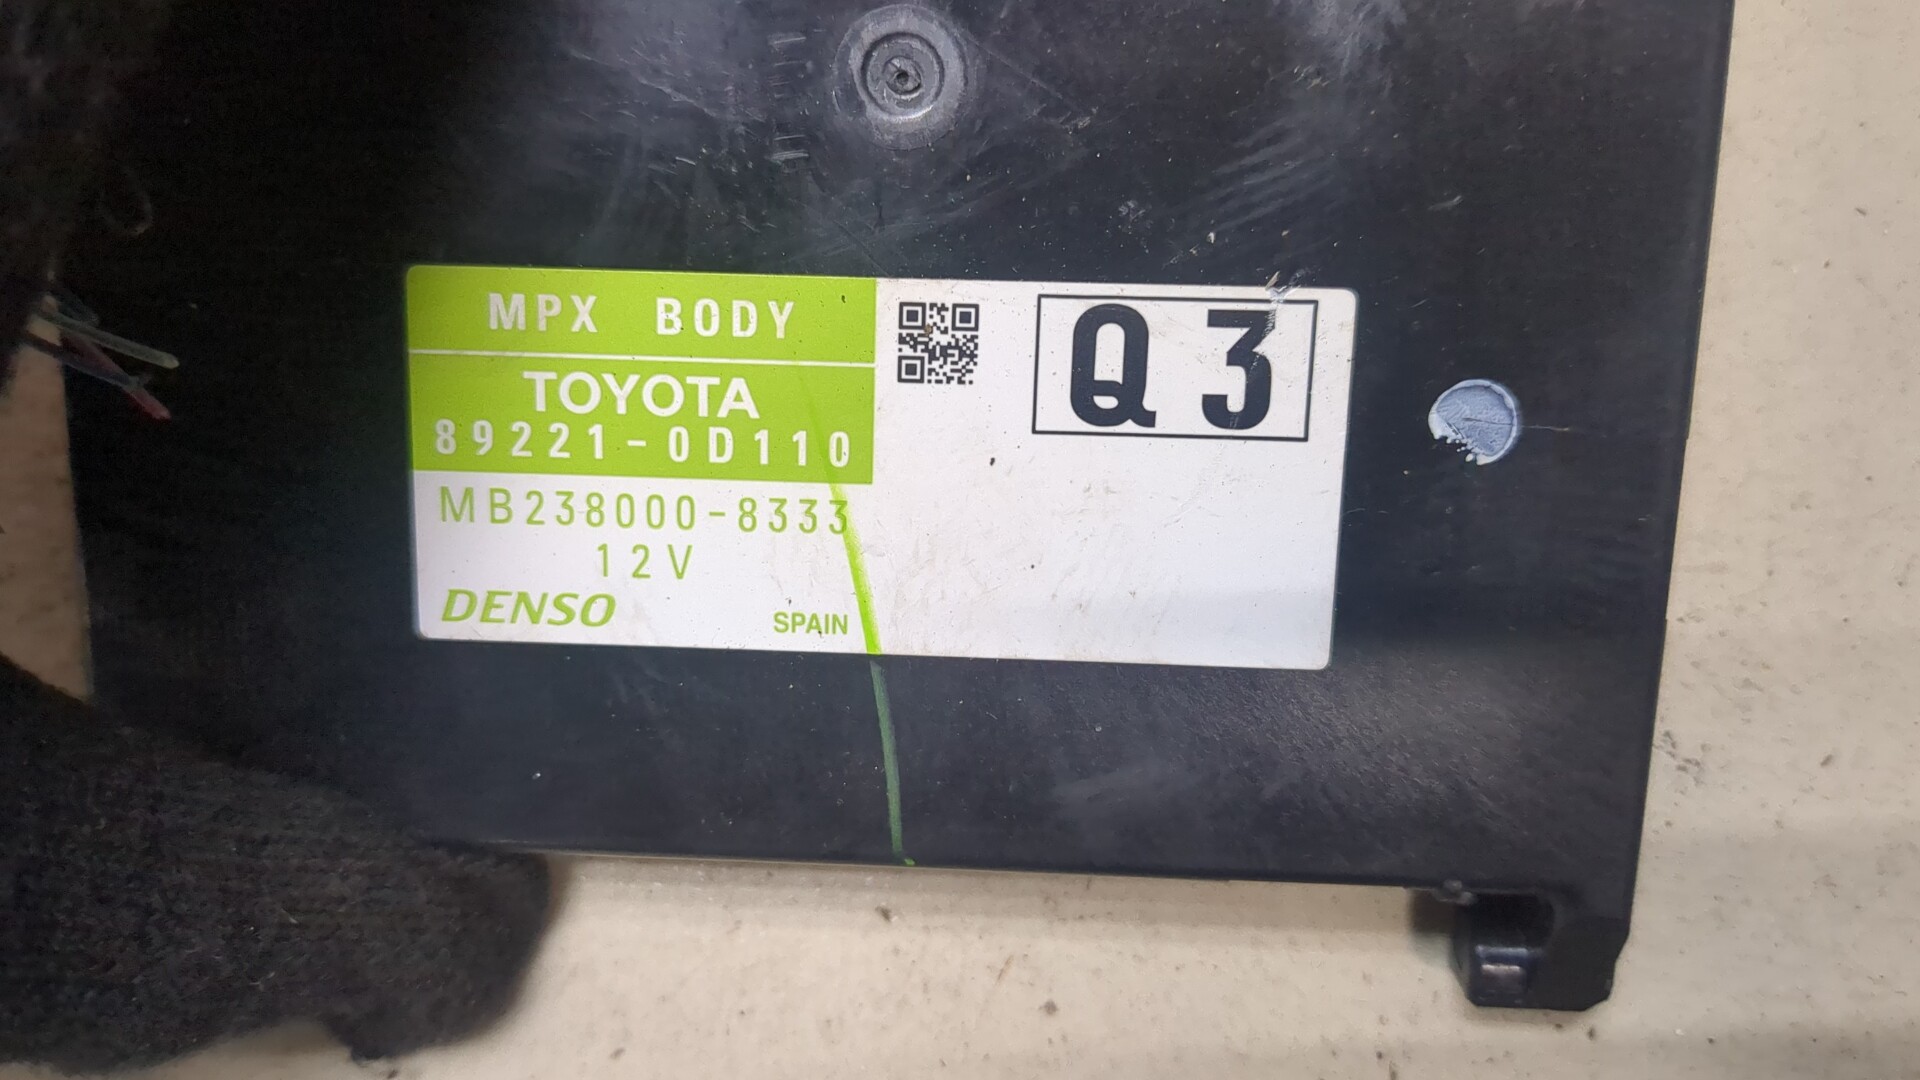 MPX BODY
TOYOTA
89221-0D110
MB238000-8333
12V
DENSO SPAIN
Q3